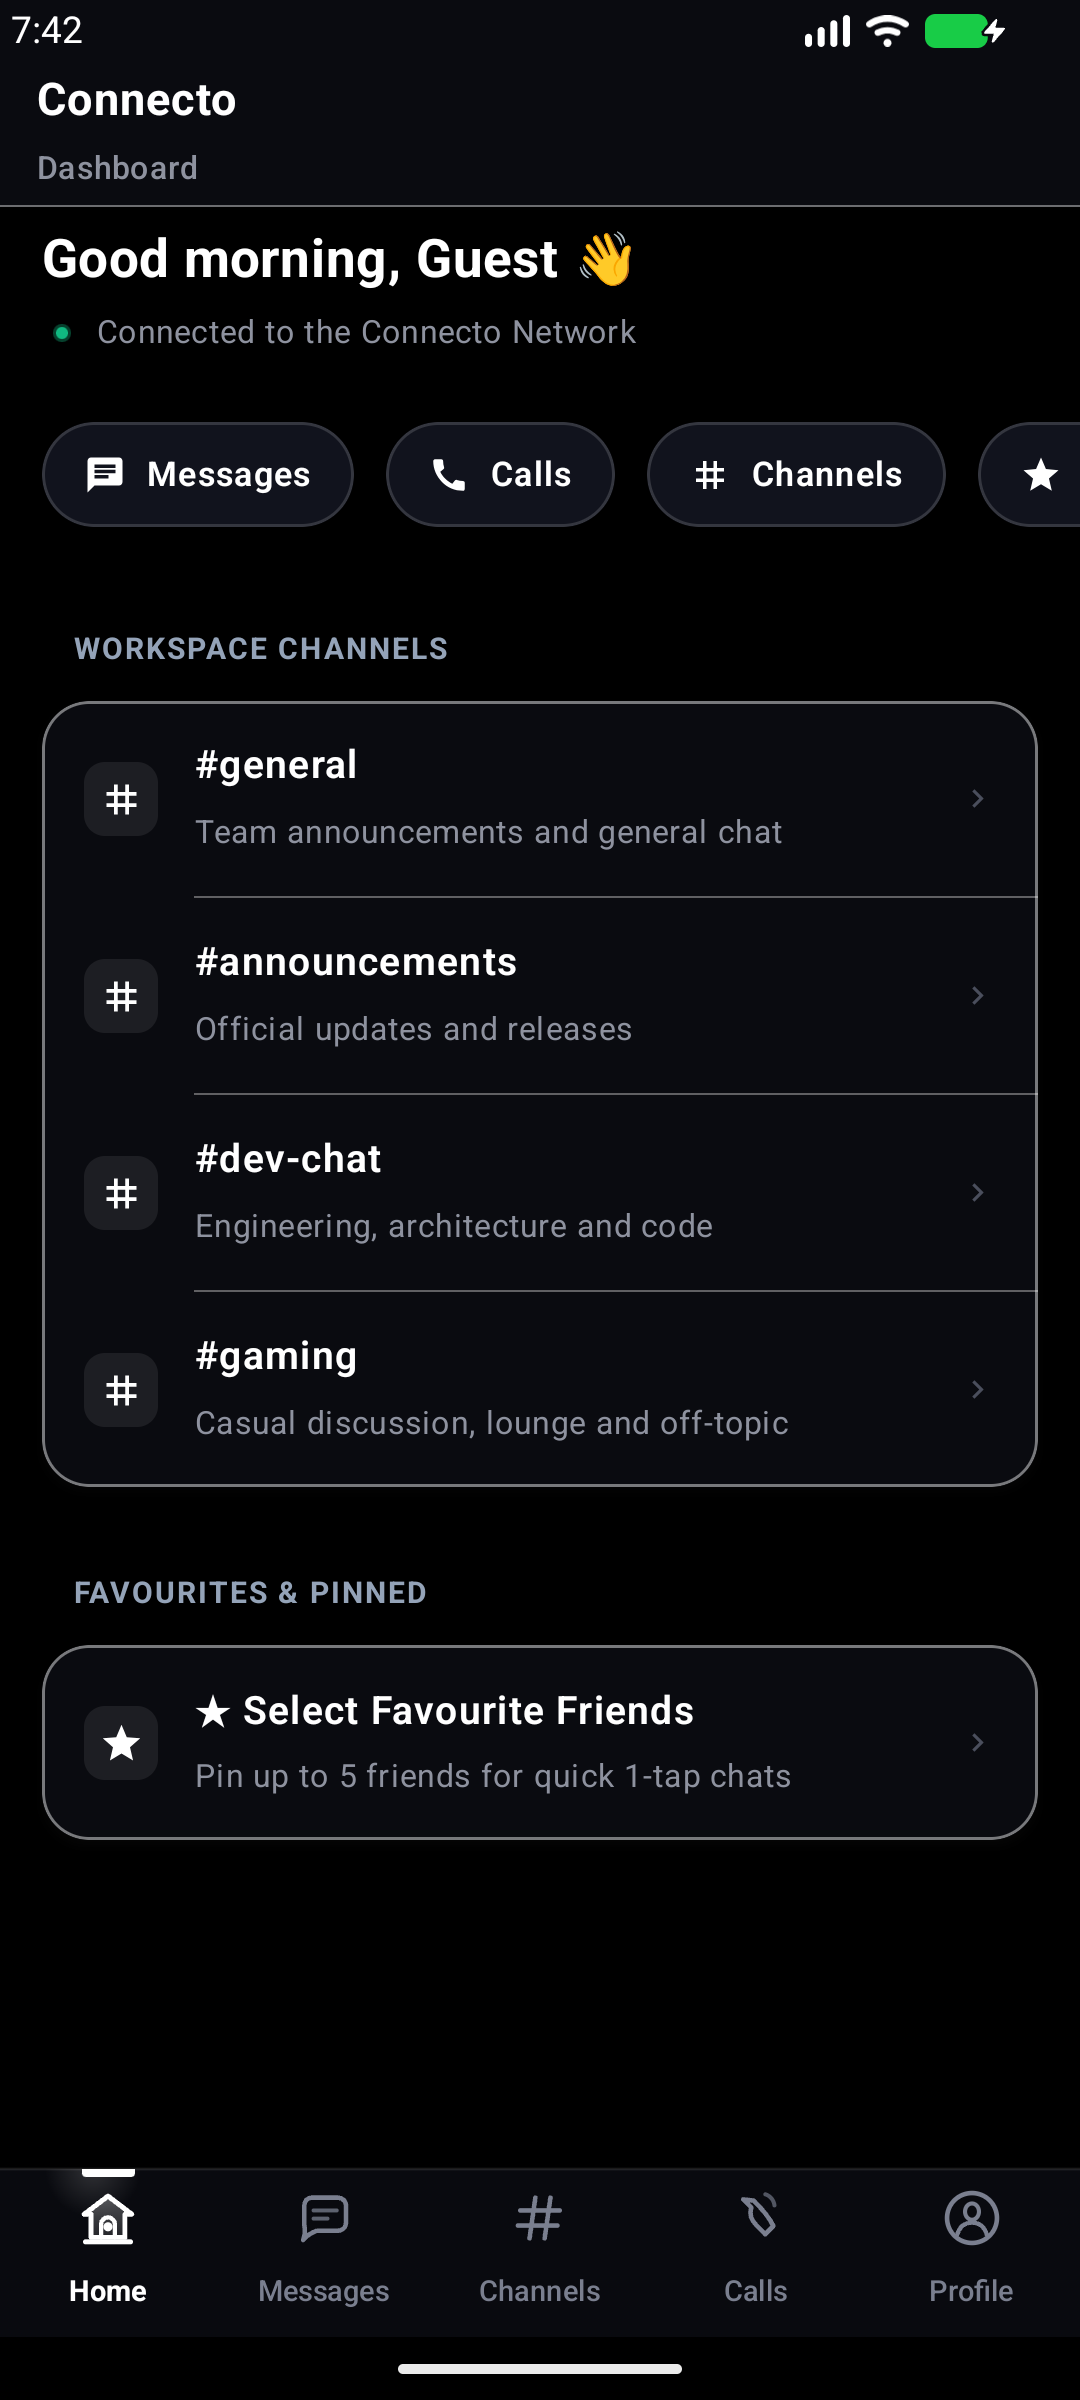 7:42
Connecto
Dashboard
Good morning, Guest 👋
Connected to the Connecto Network
Messages
Calls
Channels
WORKSPACE CHANNELS
#general
Team announcements and general chat
#announcements
Official updates and releases
#dev-chat
Engineering, architecture and code
#gaming
Casual discussion, lounge and off-topic
FAVOURITES & PINNED
★ Select Favourite Friends
Pin up to 5 friends for quick 1-tap chats
Home
Messages
Channels
Calls
Profile